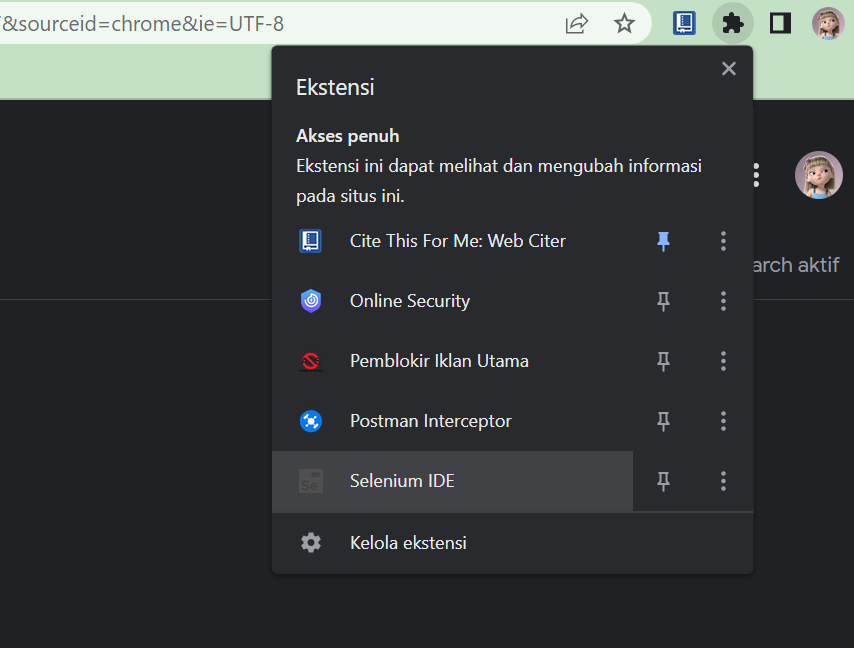 &sourceid=chrome&ie=UTF-8
Ekstensi
Akses penuh
Ekstensi ini dapat melihat dan mengubah informasi
pada situs ini.
Cite This For Me: Web Citer
Online Security
arch aktif
Pemblokir Iklan Utama
Postman Interceptor
Se
Selenium IDE
Kelola ekstensi